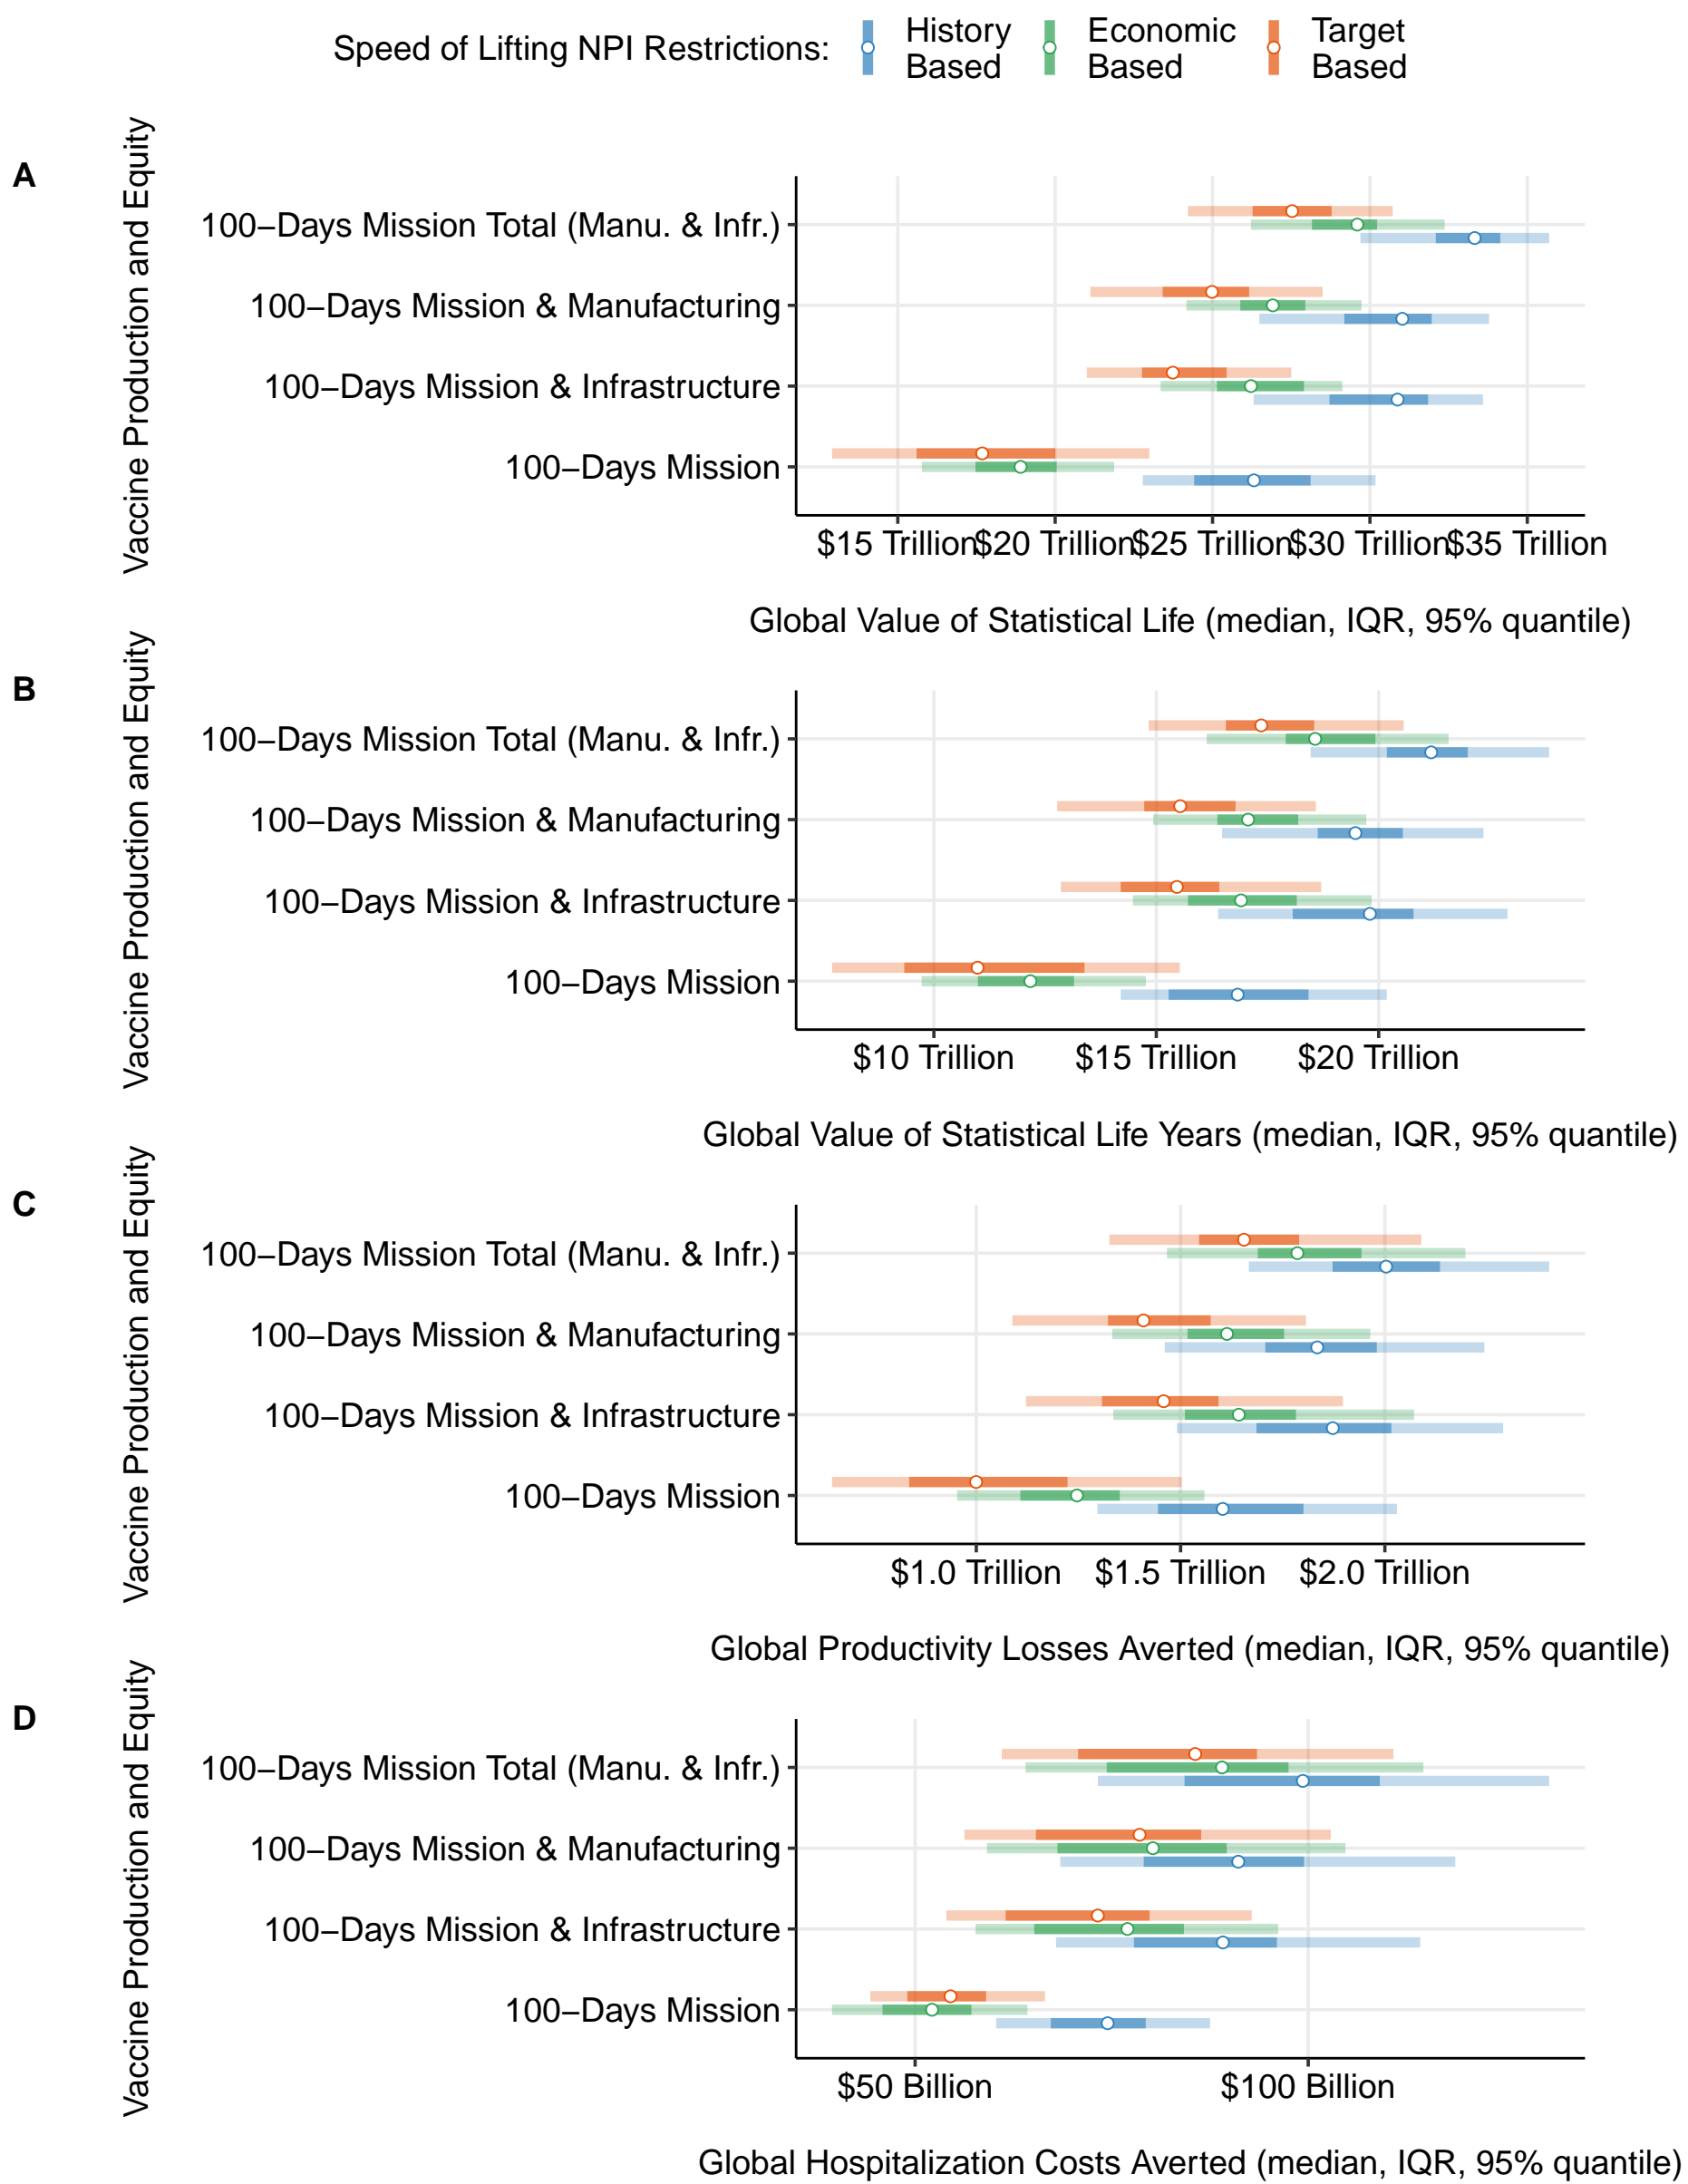 Speed of Lifting NPI Restrictions:
History
Based
Economic
Based
Target
Based
A
Vaccine Production and Equity
100−Days Mission Total (Manu. & Infr.)
100−Days Mission & Manufacturing
100−Days Mission & Infrastructure
100−Days Mission
$15 Trillion $20 Trillion $25 Trillion $30 Trillion $35 Trillion
Global Value of Statistical Life (median, IQR, 95% quantile)
B
Vaccine Production and Equity
100−Days Mission Total (Manu. & Infr.)
100−Days Mission & Manufacturing
100−Days Mission & Infrastructure
100−Days Mission
$10 Trillion $15 Trillion $20 Trillion
Global Value of Statistical Life Years (median, IQR, 95% quantile)
C
Vaccine Production and Equity
100−Days Mission Total (Manu. & Infr.)
100−Days Mission & Manufacturing
100−Days Mission & Infrastructure
100−Days Mission
$1.0 Trillion $1.5 Trillion $2.0 Trillion
Global Productivity Losses Averted (median, IQR, 95% quantile)
D
Vaccine Production and Equity
100−Days Mission Total (Manu. & Infr.)
100−Days Mission & Manufacturing
100−Days Mission & Infrastructure
100−Days Mission
$50 Billion $100 Billion
Global Hospitalization Costs Averted (median, IQR, 95% quantile)